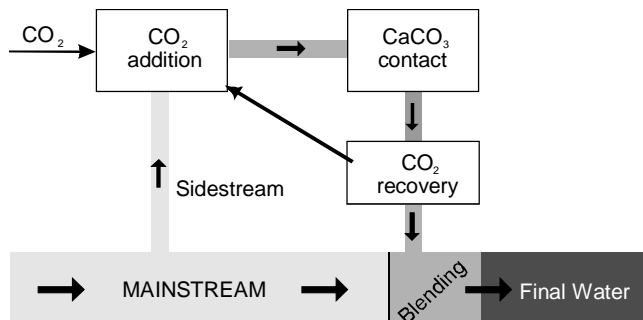 CO₂
CO₂
addition
CaCO₃
contact
CO₂
recovery
Sidestream
MAINSTREAM
Blending
Final Water